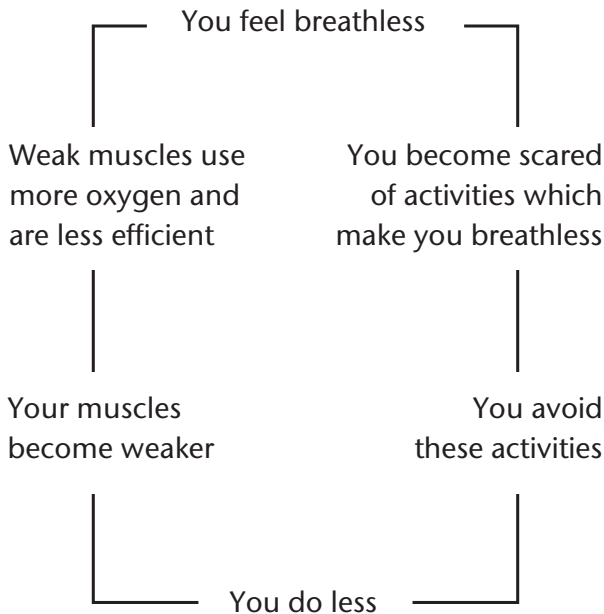 You feel breathless
Weak muscles use
more oxygen and
are less efficient
You become scared
of activities which
make you breathless
Your muscles
become weaker
You avoid
these activities
You do less